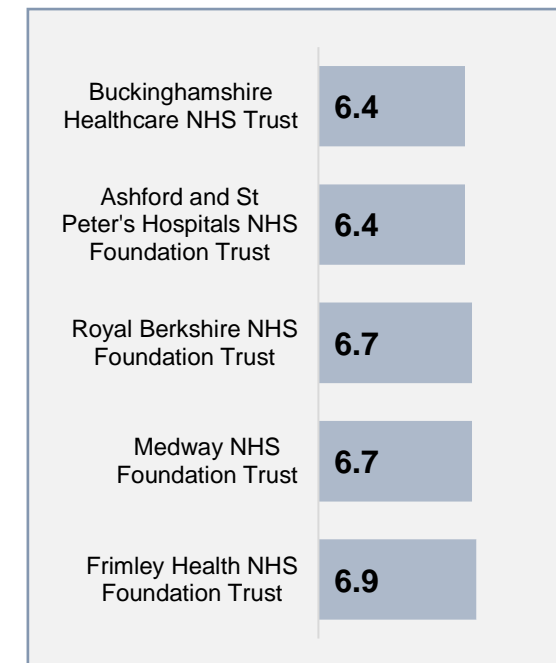 Buckinghamshire
Healthcare NHS Trust
6.4
Ashford and St
Peter's Hospitals NHS
Foundation Trust
6.4
Royal Berkshire NHS
Foundation Trust
6.7
Medway NHS
Foundation Trust
6.7
Frimley Health NHS
Foundation Trust
6.9